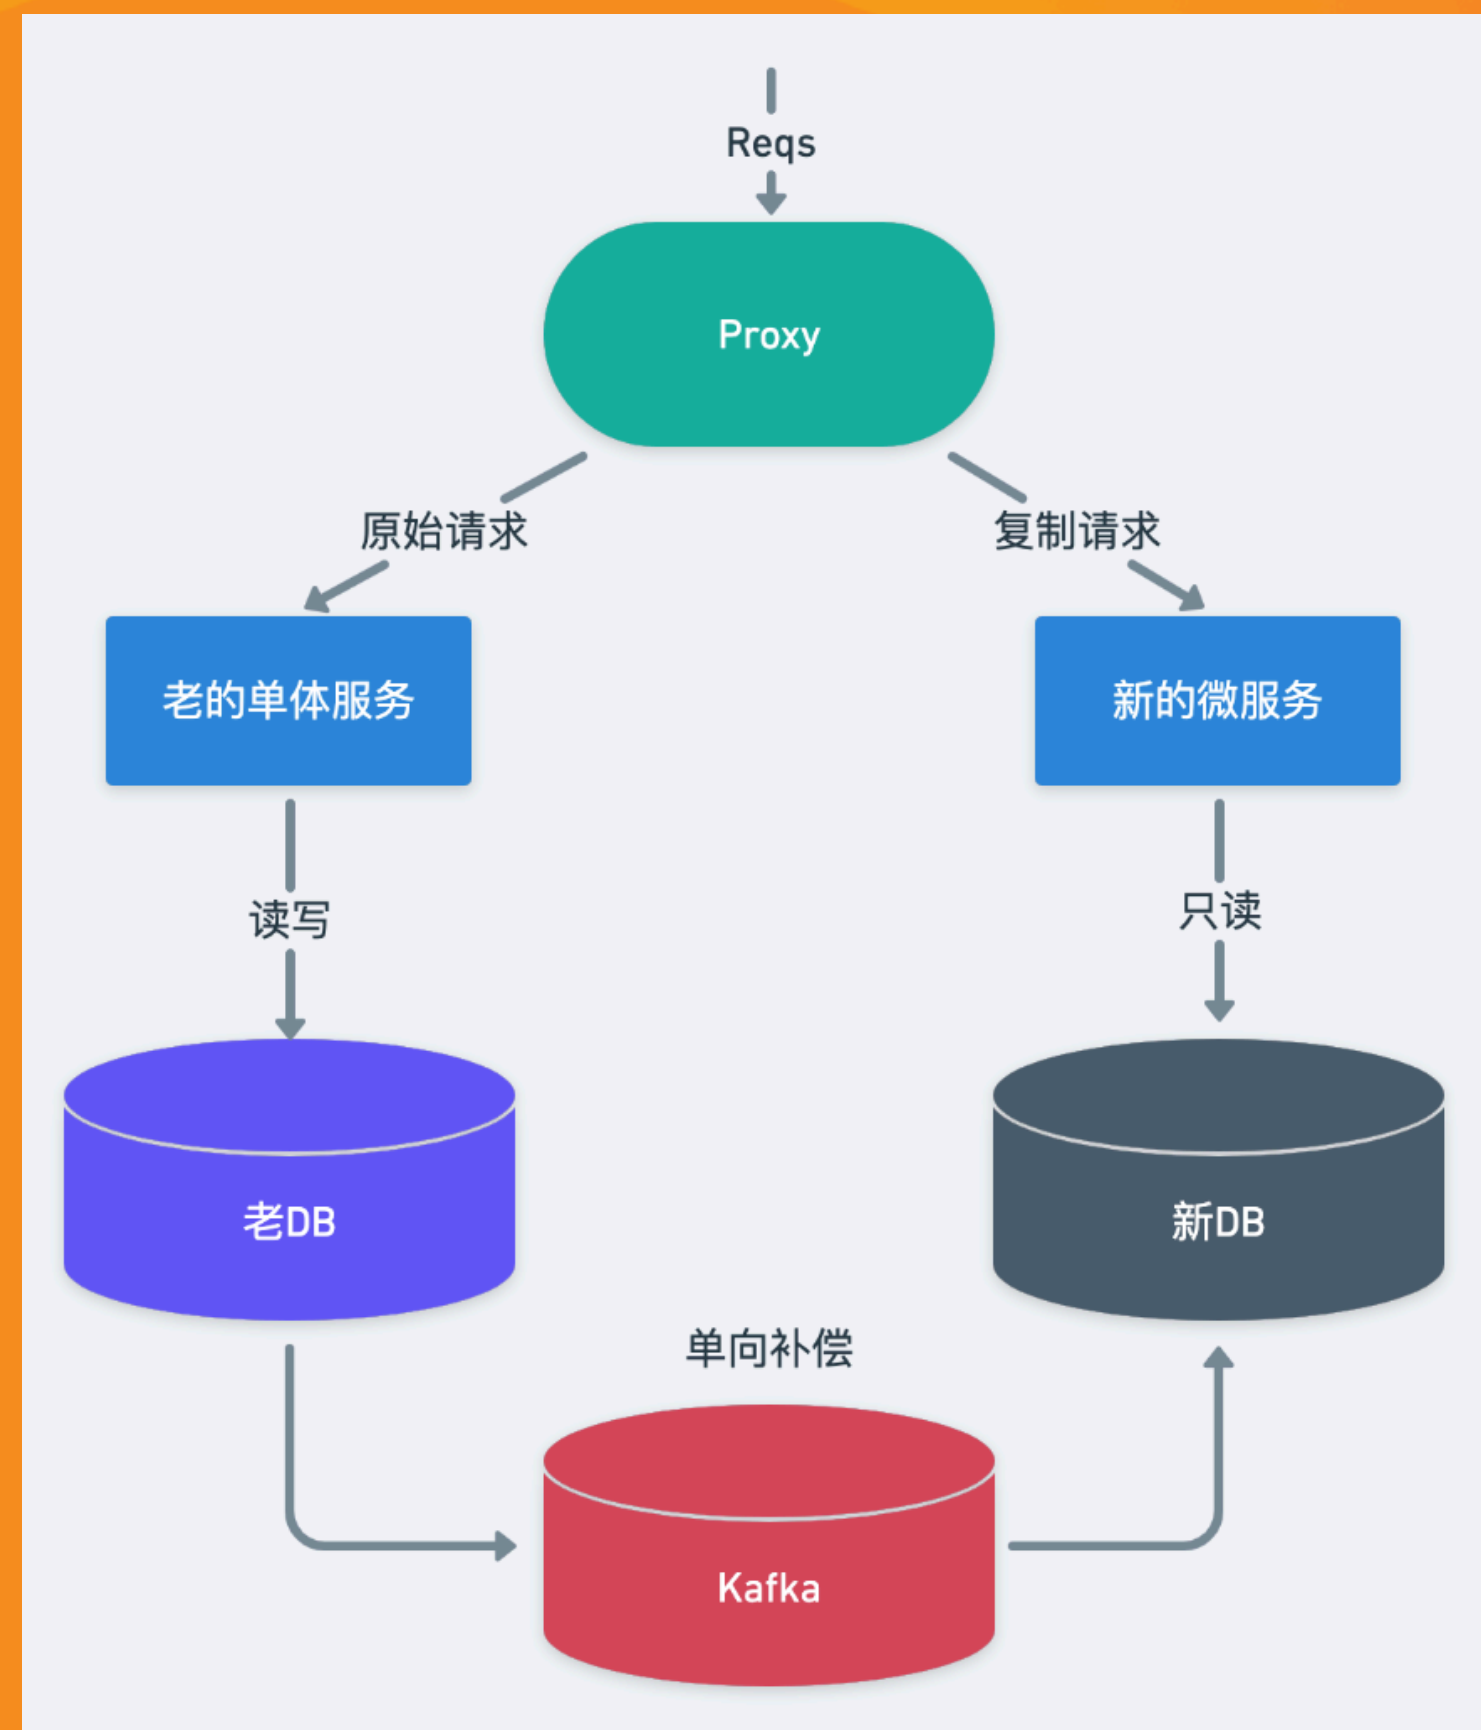 Reqs
Proxy
原始请求
复制请求
老的单体服务
新的微服务
读写
只读
老DB
新DB
单向补偿
Kafka